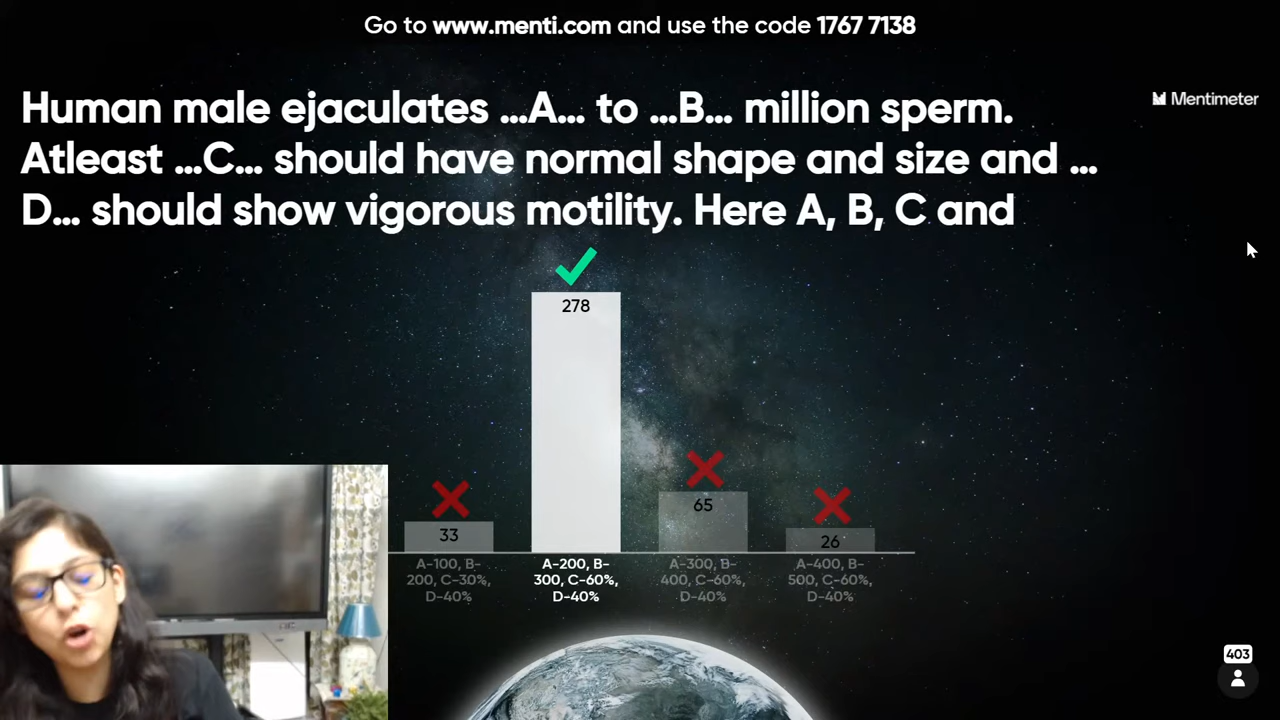 Go to www.menti.com and use the code 1767 7138
Mentimeter
Human male ejaculates ...A... to ...B... million sperm.
Atleast ...C... should have normal shape and size and ...
D... should show vigorous motility. Here A, B, C and
278
65
33
26
A-100, B-
200, C-30%,
D-40%
A-200, B-
300, C-60%,
D-40%
A-300, B-
400, C-60%,
D-40%
A-400, B-
500, C-60%,
D-40%
403